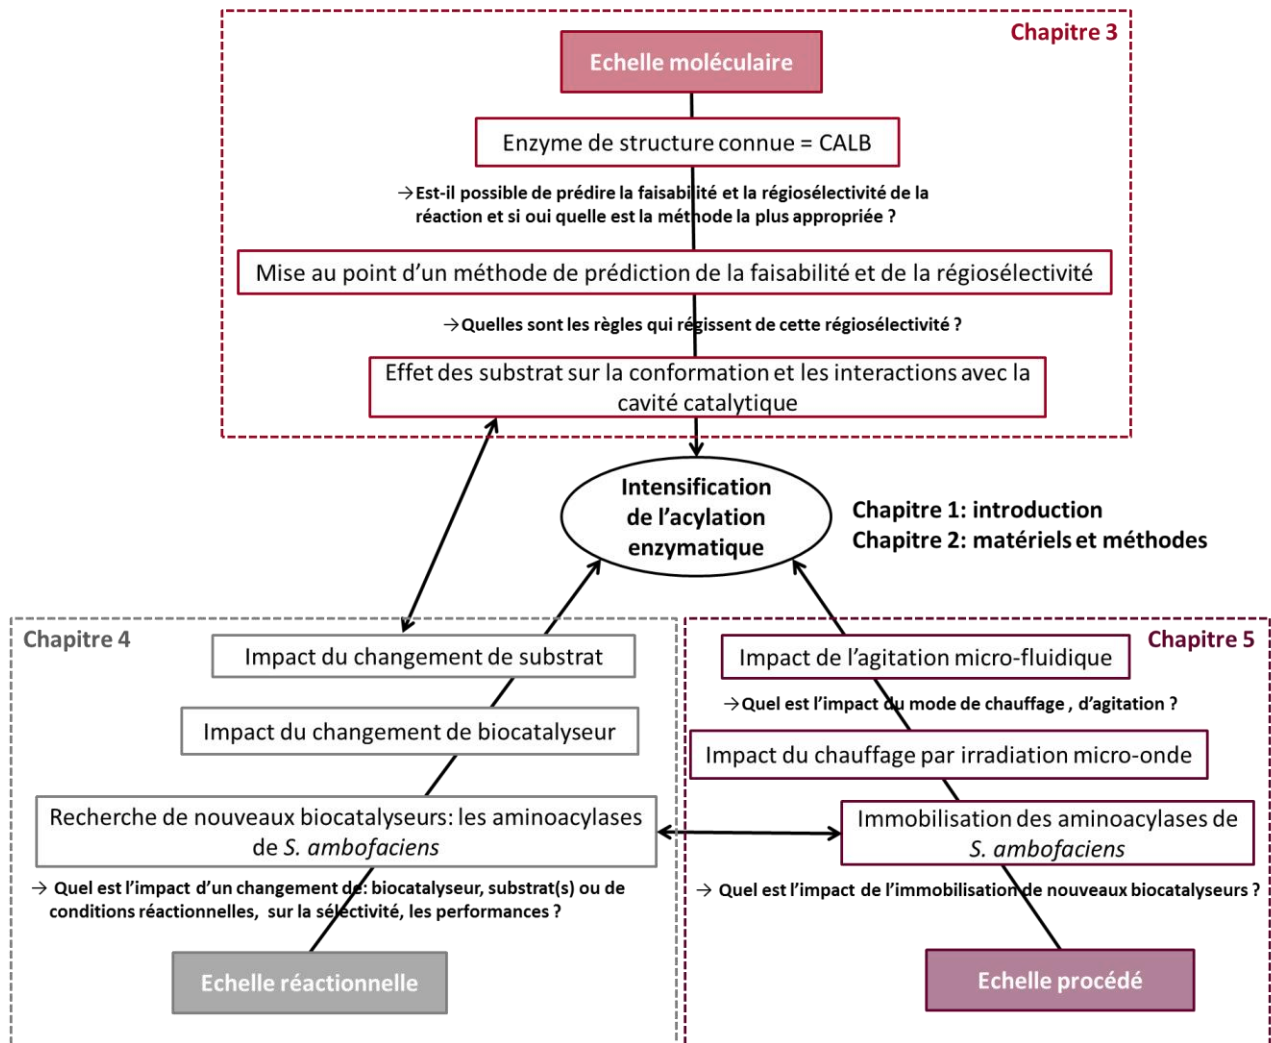 Chapitre 3
Echelle moléculaire
Enzyme de structure connue = CALB
→Est-il possible de prédire la faisabilité et la régiosélectivité de la
réaction et si oui quelle est la méthode la plus appropriée ?
Mise au point d’un méthode de prédiction de la faisabilité et de la régiosélectivité
→Quelles sont les règles qui régissent de cette régiosélectivité ?
Effet des substrat sur la conformation et les interactions avec la
cavité catalytique
Intensification
de l’acylation
enzymatique
Chapitre 1: introduction
Chapitre 2: matériels et méthodes
Chapitre 4
Impact du changement de substrat
Impact du changement de biocatalyseur
Recherche de nouveaux biocatalyseurs: les aminoacylases
de S. ambofaciens
→ Quel est l’impact d’un changement de: biocatalyseur, substrat(s) ou de
conditions réactionnelles, sur la sélectivité, les performances ?
Echelle réactionnelle
Chapitre 5
Impact de l’agitation micro-fluidique
→Quel est l’impact du mode de chauffage , d’agitation ?
Impact du chauffage par irradiation micro-onde
Immobilisation des aminoacylases de
S. ambofaciens
→ Quel est l’impact de l’immobilisation de nouveaux biocatalyseurs ?
Echelle procédé